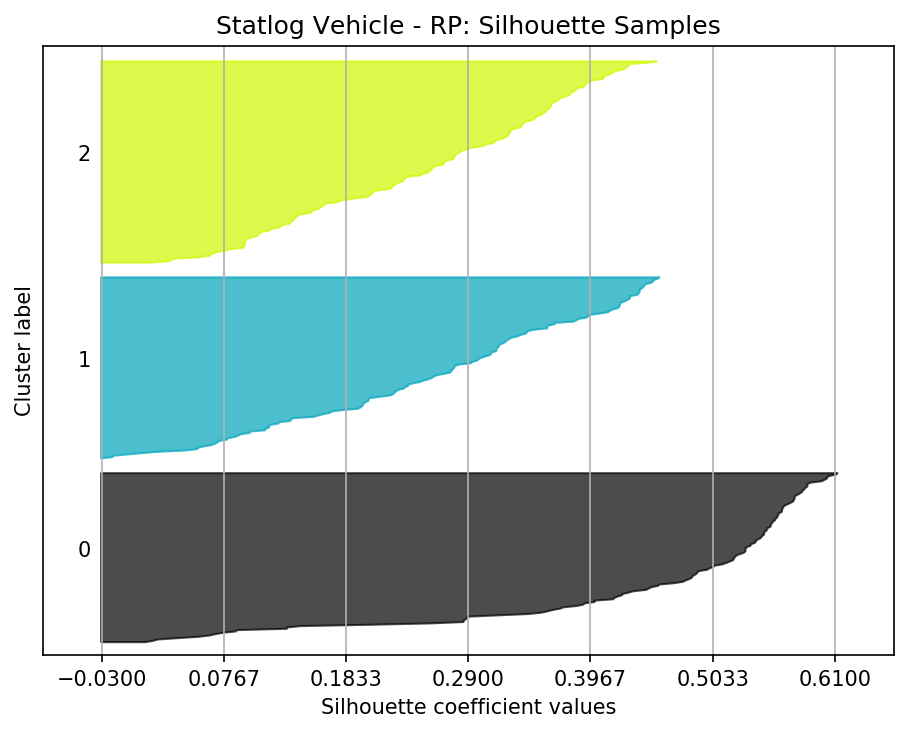 Statlog Vehicle - RP: Silhouette Samples
2
1
0
Cluster label
−0.0300 0.0767 0.1833 0.2900 0.3967 0.5033 0.6100
Silhouette coefficient values